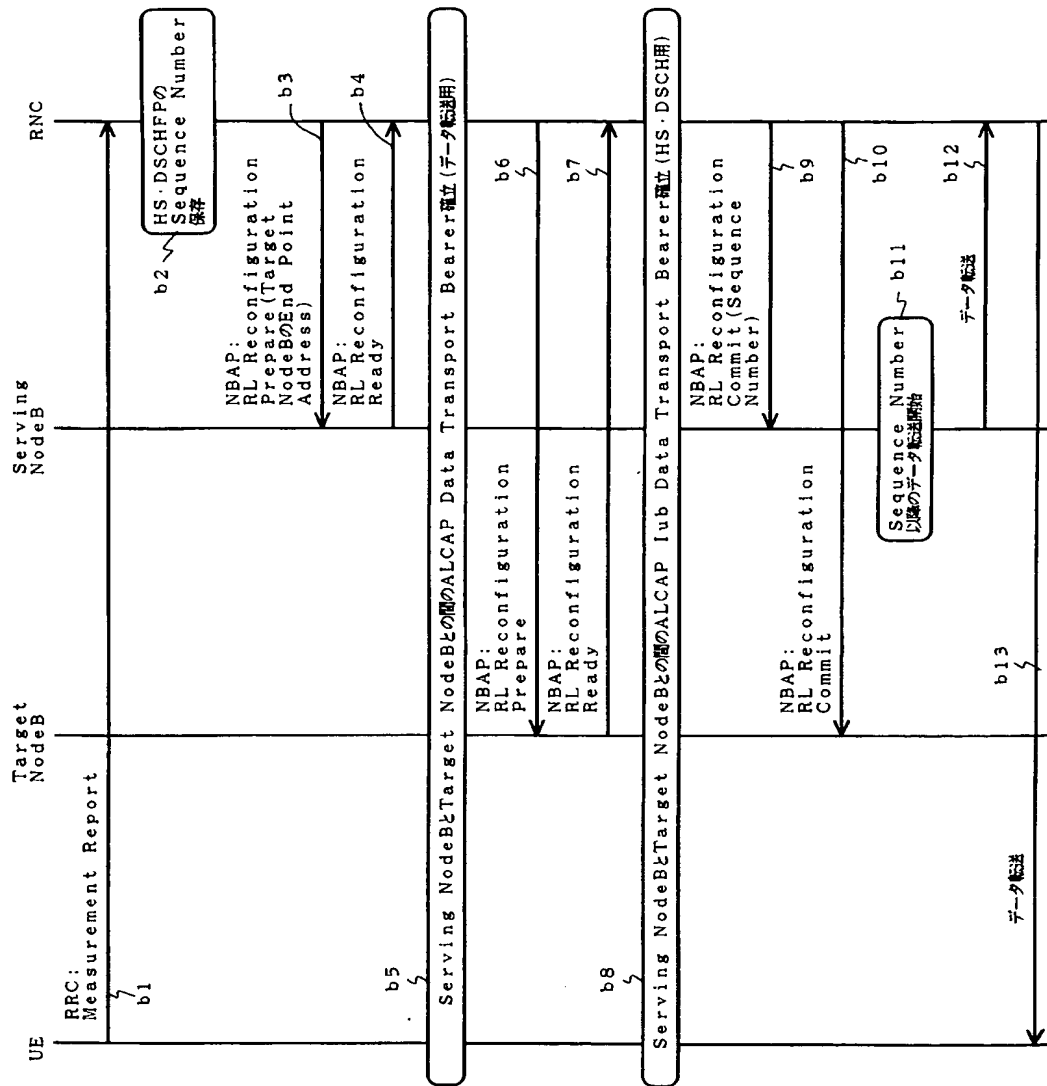 UE
Target
NodeB
Serving
NodeB
RNC
RRC:
Measurement Report
b1
HS·DSCHFPの
Sequence Number
保存
b2
NBAP:
RL Reconfiguration
Prepare(Target
NodeBのEnd Point
Address)
b3
NBAP:
RL Reconfiguration
Ready
b4
b5
Serving NodeBとTarget NodeBとの間のALCAP Data Transport Bearer確立(データ転送用)
NBAP:
RL Reconfiguration
Prepare
b6
NBAP:
RL Reconfiguration
Ready
b7
b8
Serving NodeBとTarget NodeBとの間のALCAP Iub Data Transport Bearer確立(HS·DSCH用)
NBAP:
RL Reconfiguration
Commit(Sequence
Number)
b9
NBAP:
RL Reconfiguration
Commit
b10
Sequence Number
以降のデータ転送開始
b11
データ転送
b12
データ転送
b13